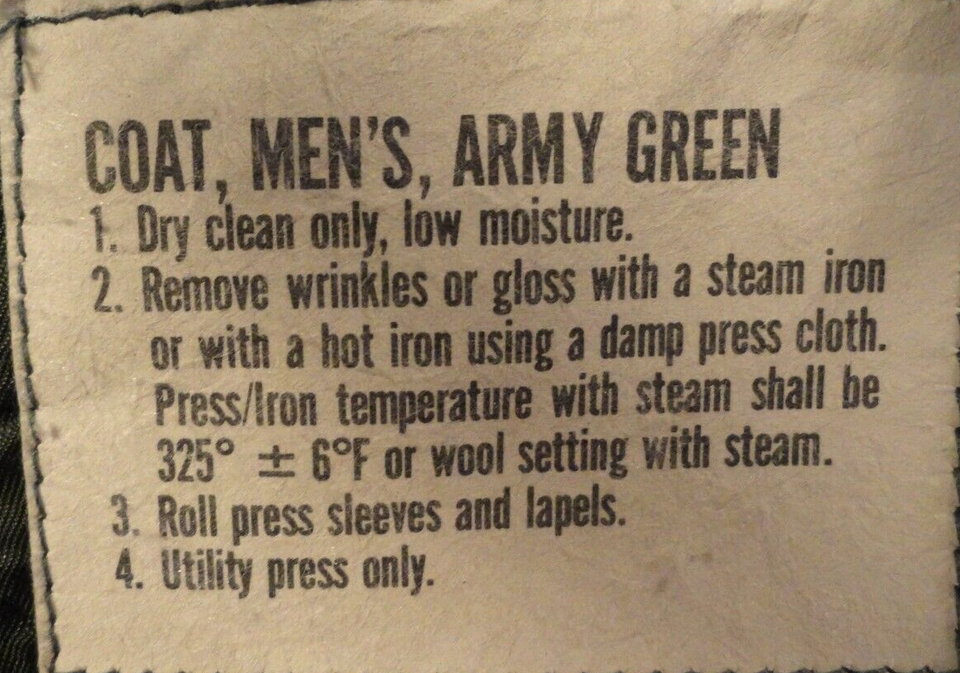 COAT, MEN'S, ARMY GREEN
1. Dry clean only, low moisture.
2. Remove wrinkles or gloss with a steam iron
or with a hot iron using a damp press cloth.
Press/Iron temperature with steam shall be
325° ± 6°F or wool setting with steam.
3. Roll press sleeves and lapels.
4. Utility press only.